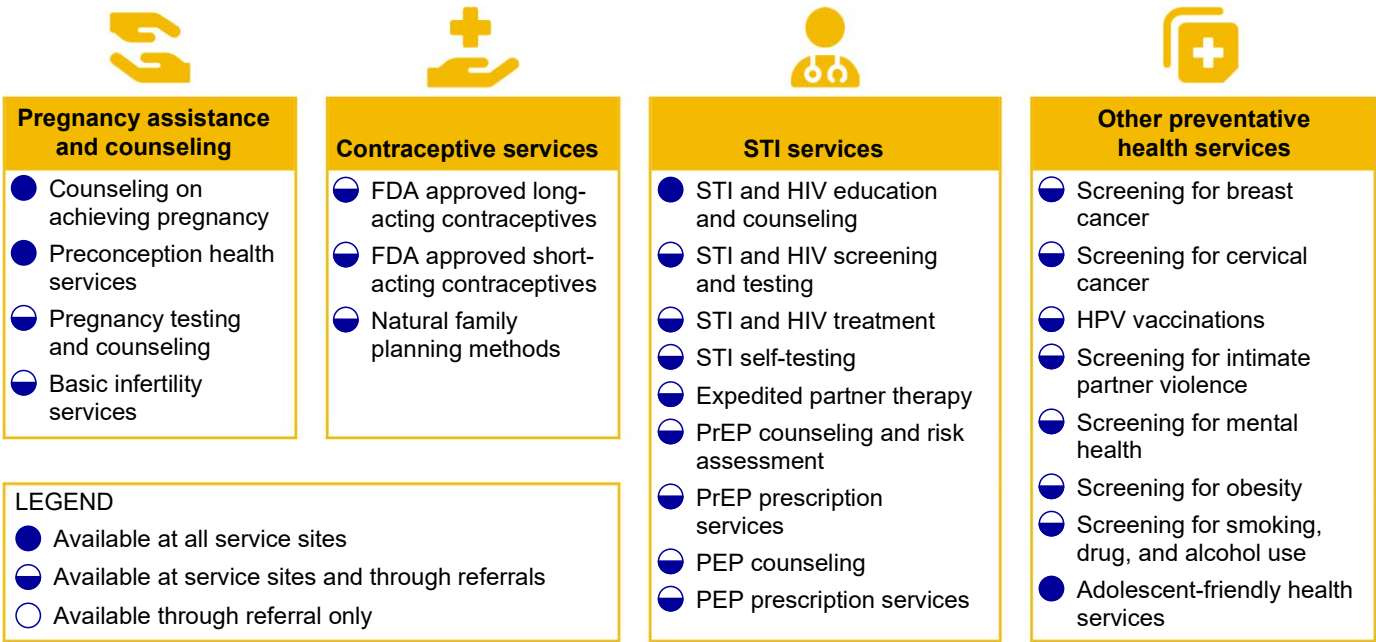 Pregnancy assistance
and counseling
Counseling on
achieving pregnancy
Preconception health
services
Pregnancy testing
and counseling
Basic infertility
services
Contraceptive services
FDA approved long-
acting contraceptives
FDA approved short-
acting contraceptives
Natural family
planning methods
STI services
STI and HIV education
and counseling
STI and HIV screening
and testing
STI and HIV treatment
STI self-testing
Expedited partner therapy
PrEP counseling and risk
assessment
PrEP prescription
services
PEP counseling
PEP prescription services
Other preventative
health services
Screening for breast
cancer
Screening for cervical
cancer
HPV vaccinations
Screening for intimate
partner violence
Screening for mental
health
Screening for obesity
Screening for smoking,
drug, and alcohol use
Adolescent-friendly health
services
LEGEND
Available at all service sites
Available at service sites and through referrals
Available through referral only